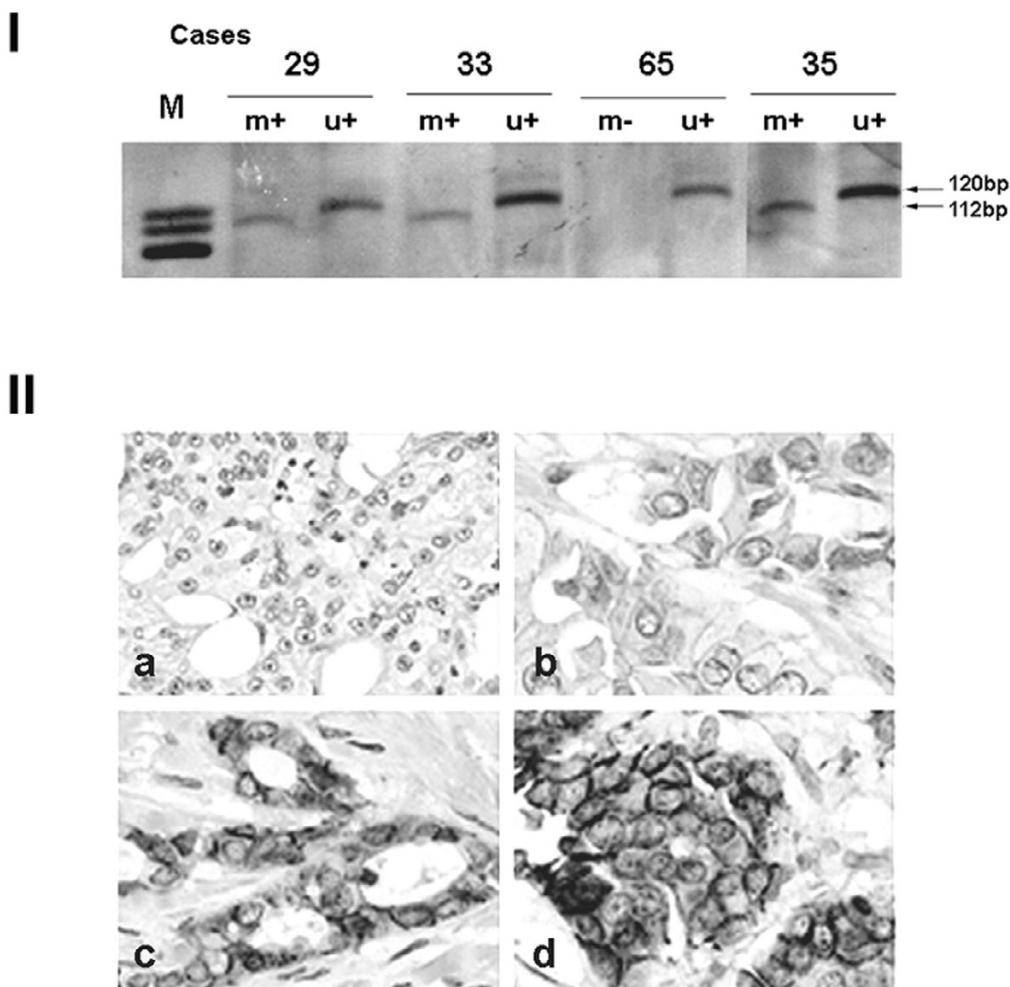 I
Cases
29 33 65 35
M
m+ u+ m+ u+ m- u+ m+ u+
120bp
112bp
II
a
b
c
d